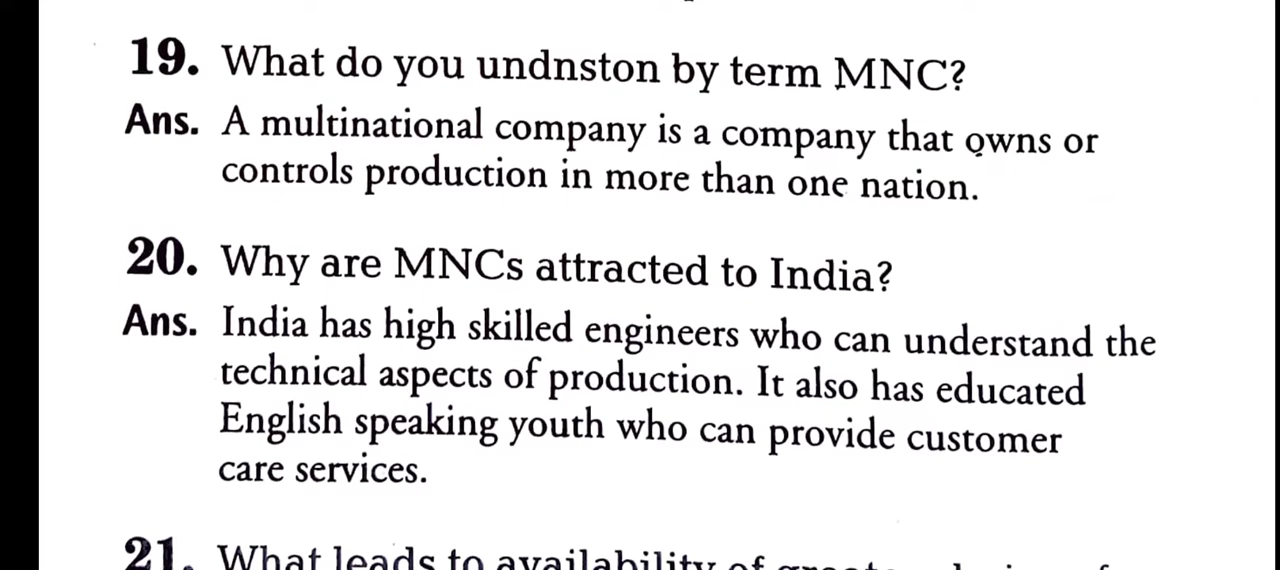 19. What do you undnston by term MNC?
Ans. A multinational company is a company that owns or
controls production in more than one nation.
20. Why are MNCs attracted to India?
Ans. India has high skilled engineers who can understand the
technical aspects of production. It also has educated
English speaking youth who can provide customer
care services.
21. What leads to availability of